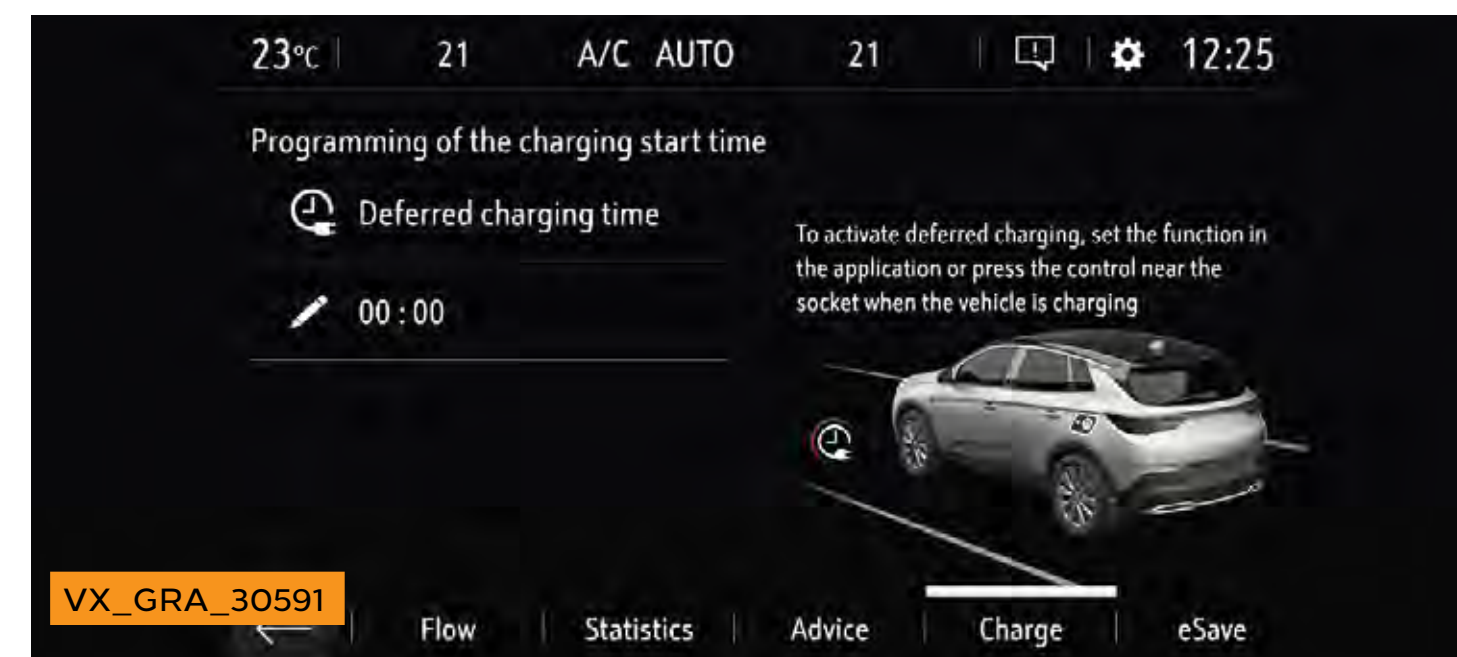 23°C 21 A/C AUTO 21 12:25
Programming of the charging start time
Deferred charging time
00 : 00
To activate deferred charging, set the function in
the application or press the control near the
socket when the vehicle is charging
VX_GRA_30591
Flow Statistics Advice Charge eSave